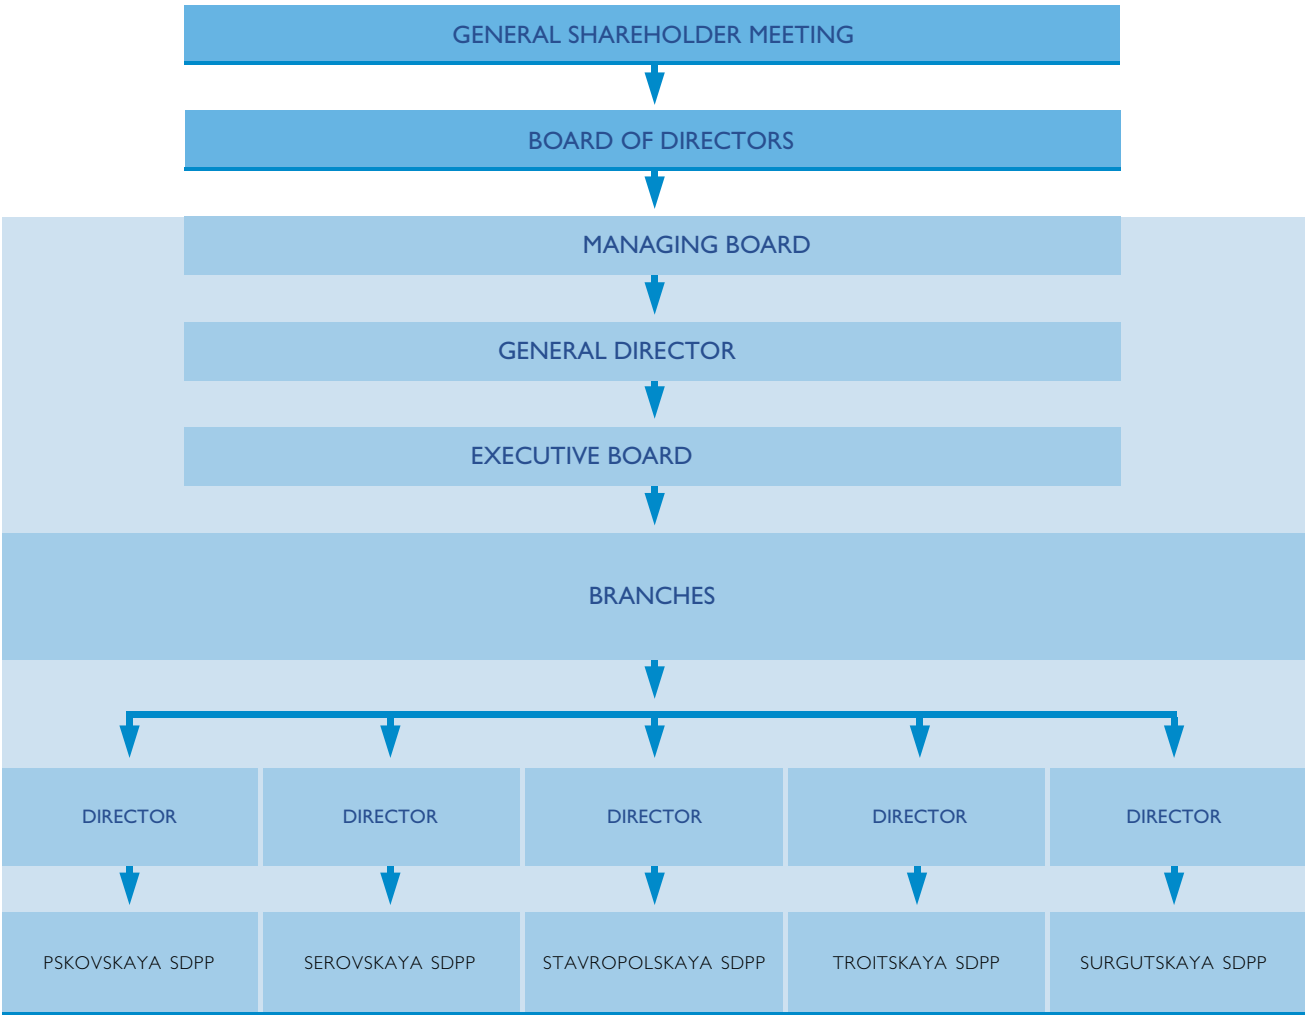 GENERAL SHAREHOLDER MEETING
BOARD OF DIRECTORS
MANAGING BOARD
GENERAL DIRECTOR
EXECUTIVE BOARD
BRANCHES
DIRECTOR DIRECTOR DIRECTOR DIRECTOR DIRECTOR
PSKOVSKAYA SDPP SEROVSKAYA SDPP STAVROPOLSKAYA SDPP TROITSKAYA SDPP SURGUTSKAYA SDPP